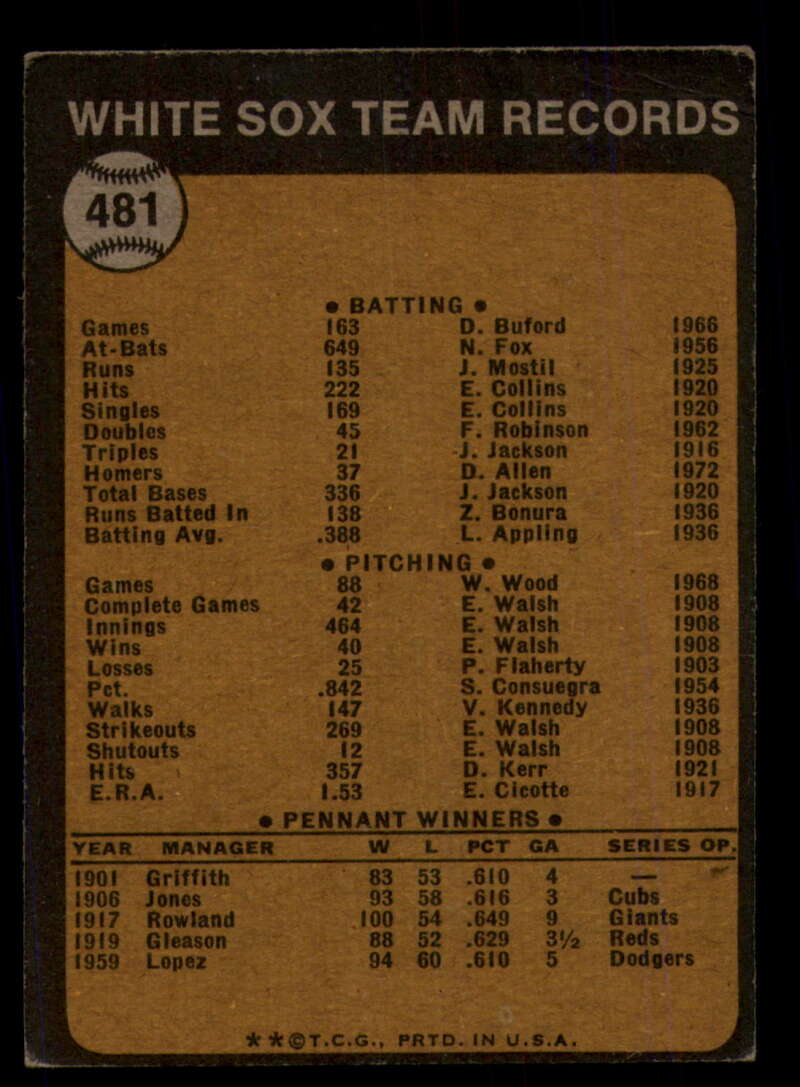 WHITE SOX TEAM RECORDS
481
• BATTING •
Games 163 D. Buford 1966
At-Bats 649 N. Fox 1956
Runs 135 J. Mostil 1925
Hits 222 E. Collins 1920
Singles 169 E. Collins 1920
Doubles 45 F. Robinson 1962
Triples 21 J. Jackson 1916
Homers 37 D. Allen 1972
Total Bases 336 J. Jackson 1920
Runs Batted In 138 Z. Bonura 1936
Batting Avg. .388 L. Appling 1936
• PITCHING •
Games 88 W. Wood 1968
Complete Games 42 E. Walsh 1908
Innings 464 E. Walsh 1908
Wins 40 E. Walsh 1908
Losses 25 P. Flaherty 1903
Pct. .842 S. Consuegra 1954
Walks 147 V. Kennedy 1936
Strikeouts 269 E. Walsh 1908
Shutouts 12 E. Walsh 1908
Hits 357 D. Kerr 1921
E.R.A. 1.53 E. Cicotte 1917
• PENNANT WINNERS •
YEAR MANAGER W L PCT GA SERIES OP.
1901 Griffith 83 53 .610 4 —
1906 Jones 93 58 .616 3 Cubs
1917 Rowland 100 54 .649 9 Giants
1919 Gleason 88 52 .629 3½ Reds
1959 Lopez 94 60 .610 5 Dodgers
★ ★ © T.C.G., PRTD. IN U.S.A.